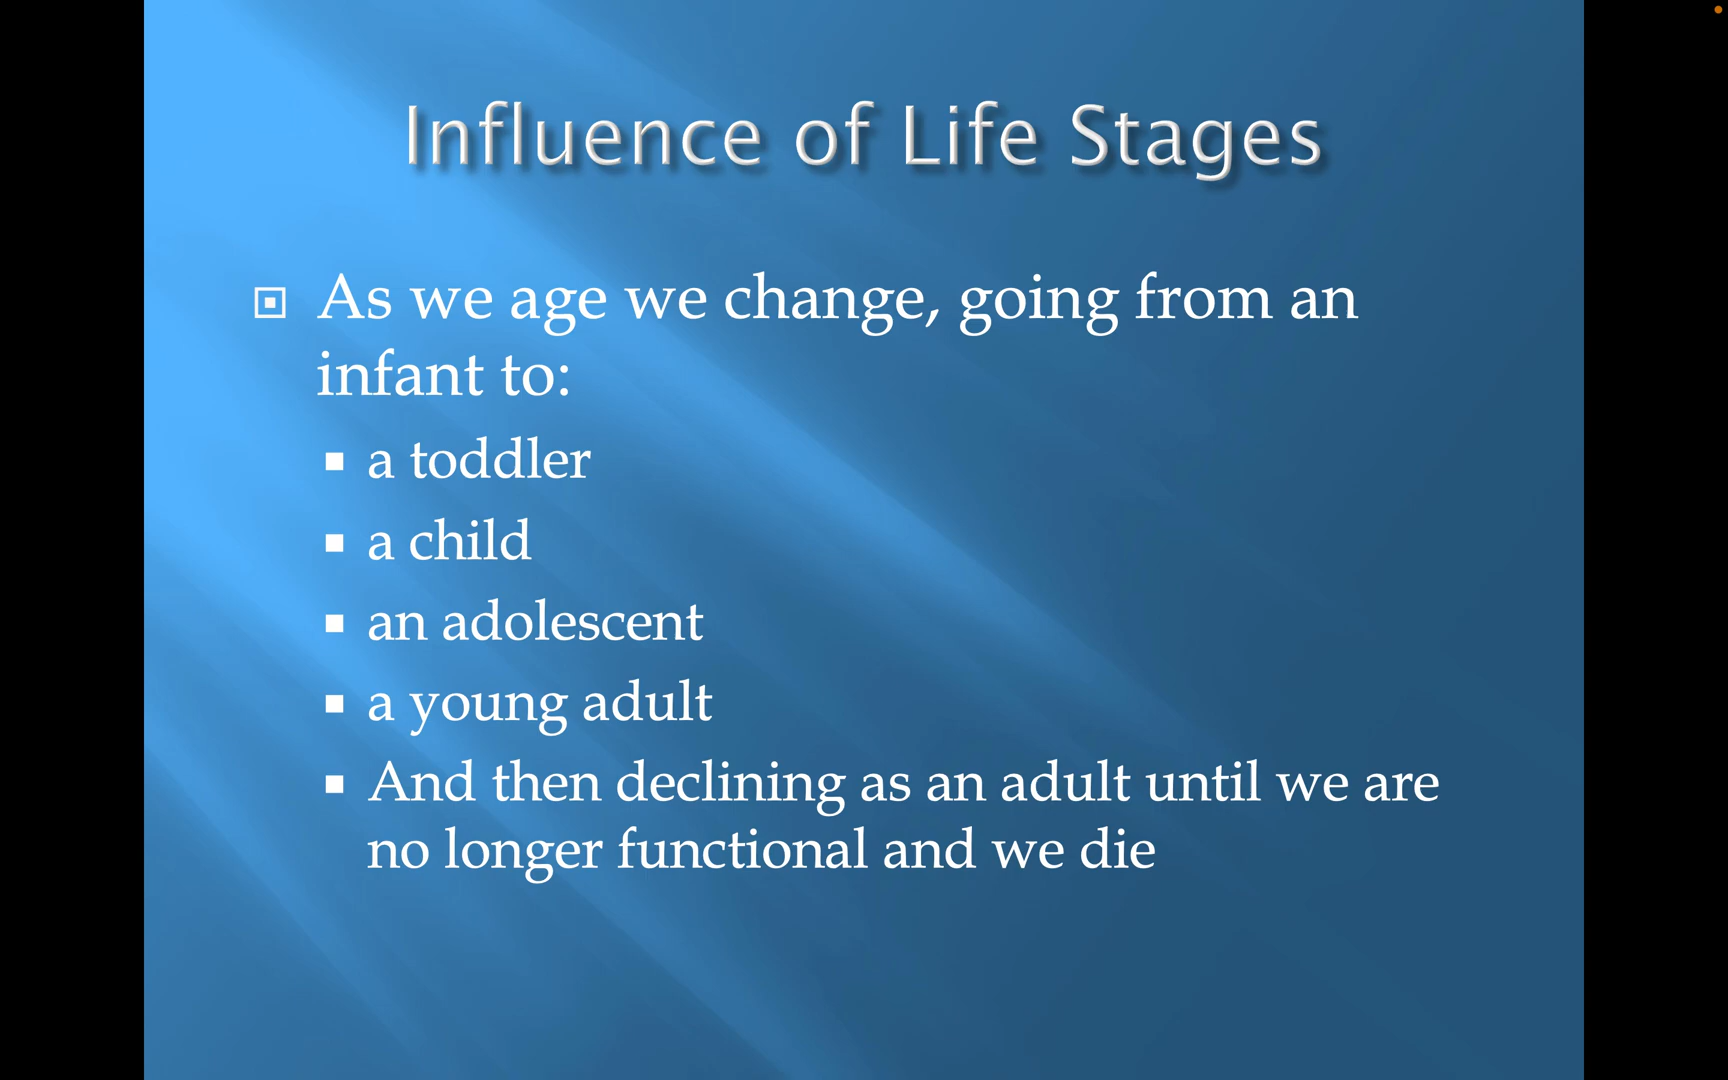 Influence of Life Stages
As we age we change, going from an
infant to:
a toddler
a child
an adolescent
a young adult
And then declining as an adult until we are
no longer functional and we die